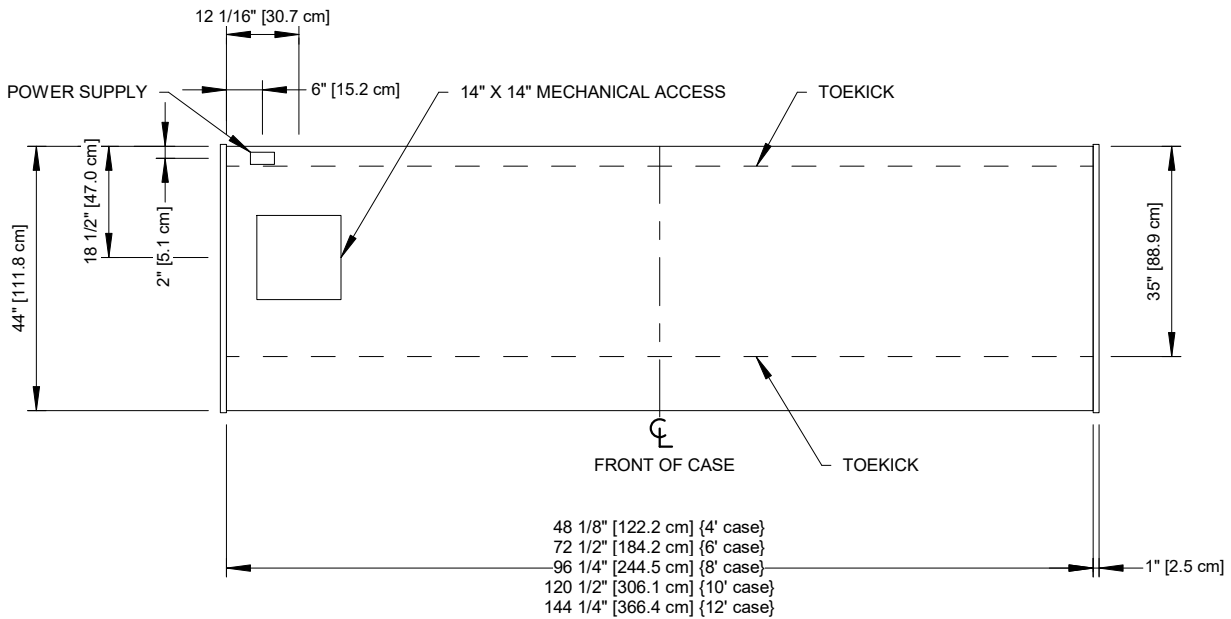 12 1/16" [30.7 cm]
POWER SUPPLY
6" [15.2 cm]
14" X 14" MECHANICAL ACCESS
TOEKICK
44" [111.8 cm]
18 1/2" [47.0 cm]
2" [5.1 cm]
35" [88.9 cm]
CL
FRONT OF CASE
TOEKICK
48 1/8" [122.2 cm] {4' case}
72 1/2" [184.2 cm] {6' case}
96 1/4" [244.5 cm] {8' case}
120 1/2" [306.1 cm] {10' case}
144 1/4" [366.4 cm] {12' case}
1" [2.5 cm]